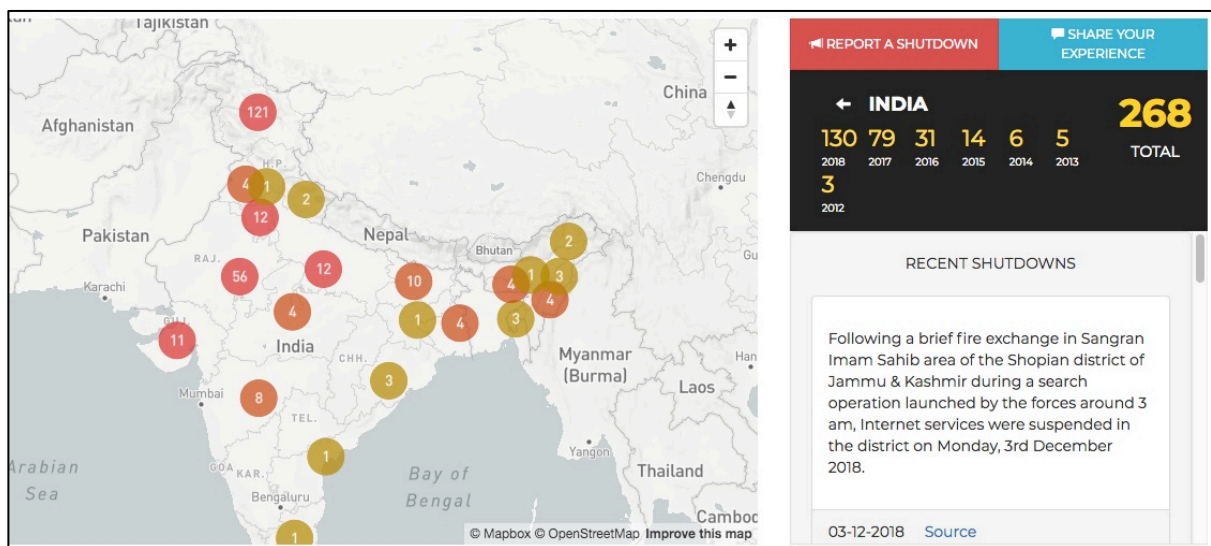 Tajikistan
China
Afghanistan
121
H.P.
4
1
2
Chengdu
12
Pakistan
Nepal
Bhutan
2
RAJ.
56
12
10
4
1
3
Karachi
4
4
1
4
3
GUJ.
11
India
Myanmar
(Burma)
CHH.
3
Laos
Mumbai
8
TEL.
Yangon
1
Thailand
Arabian
Sea
GOA
KAR.
Bay of
Bengal
Bengaluru
1
© Mapbox © OpenStreetMap Improve this map
REPORT A SHUTDOWN
SHARE YOUR
EXPERIENCE
INDIA
268
TOTAL
130 79 31 14 6 5
2018 2017 2016 2015 2014 2013
3
2012
RECENT SHUTDOWNS
Following a brief fire exchange in Sangran
Imam Sahib area of the Shopian district of
Jammu & Kashmir during a search
operation launched by the forces around 3
am, Internet services were suspended in
the district on Monday, 3rd December
2018.
03-12-2018 Source